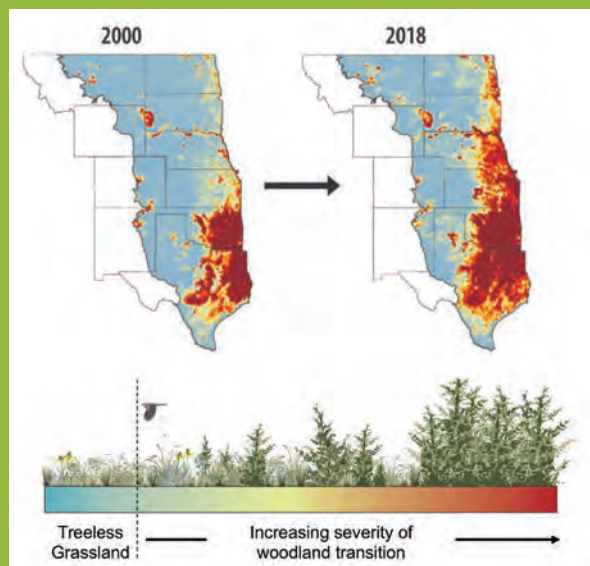 2000
2018
Treeless
Grassland
Increasing severity of
woodland transition